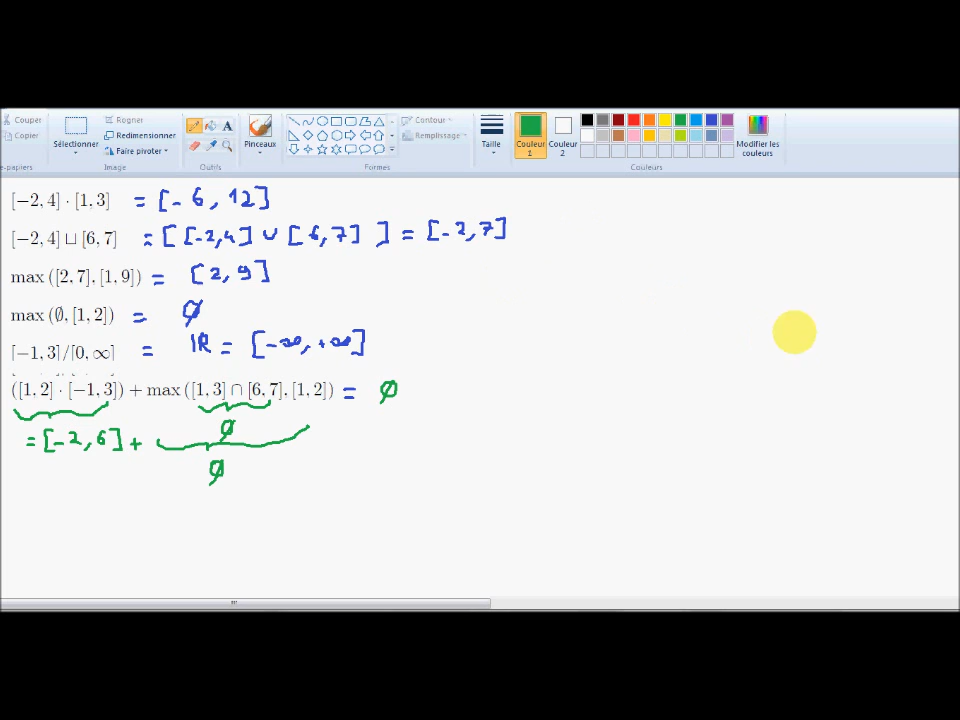 Couper
Copier
e-papiers
Sélectionner
Rogner
Redimensionner
Faire pivoter
Image
A
Outils
Pinceaux
Contour
Remplissage
Formes
Taille
Couleur 1
Couleur 2
Modifier les couleurs
Couleurs
[−2, 4] · [1, 3] = [- 6 , 12]
[−2, 4] ⊔ [6, 7] = [ [-2,4] ∪ [6,7] ] = [-2,7]
max ([2, 7], [1, 9]) = [2, 9]
max (∅, [1, 2]) = ∅
[−1, 3]/[0, ∞] = IR = [-∞, +∞]
([1, 2] · [−1, 3]) + max ([1, 3] ∩ [6, 7], [1, 2]) = ∅
∅
= [-2, 6] +
∅